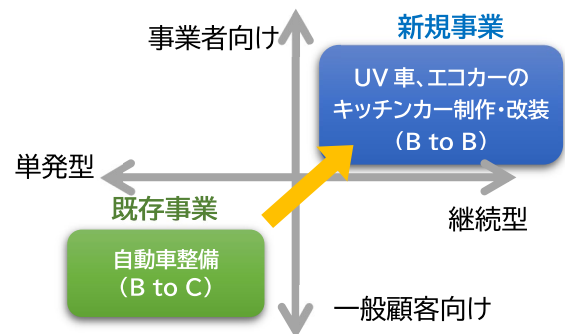 新規事業
事業者向け
UV車、エコカーの
キッチンカー制作・改装
（B to B）
単発型
継続型
既存事業
自動車整備
（B to C）
一般顧客向け